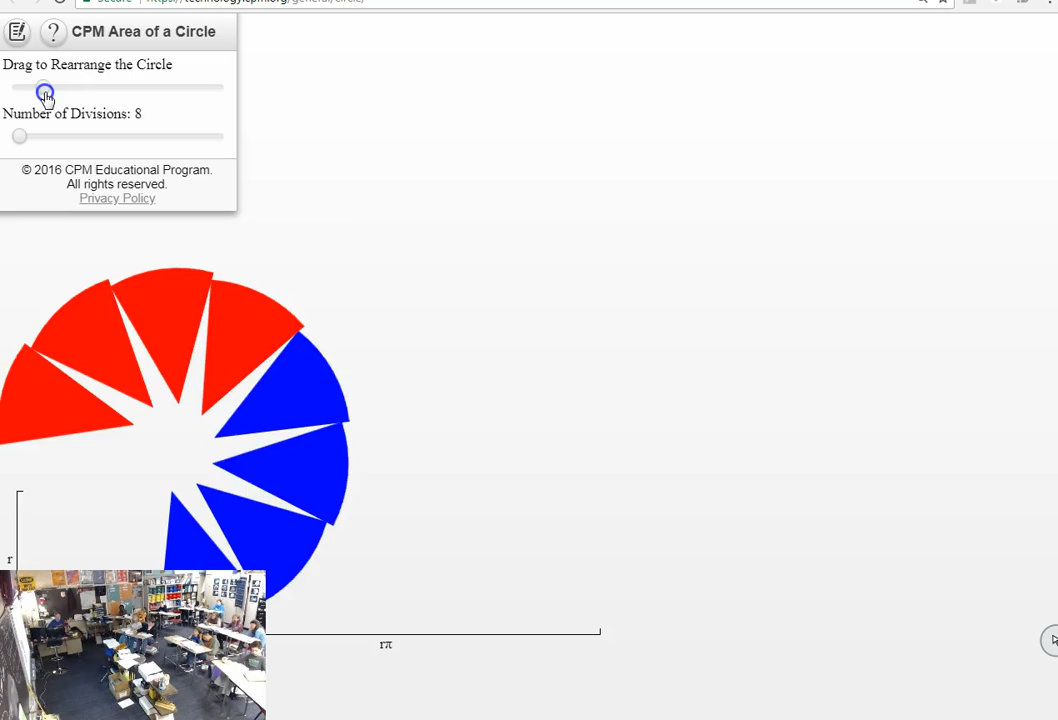 CPM Area of a Circle
Drag to Rearrange the Circle
Number of Divisions: 8
© 2016 CPM Educational Program.
All rights reserved.
Privacy Policy
r
rπ